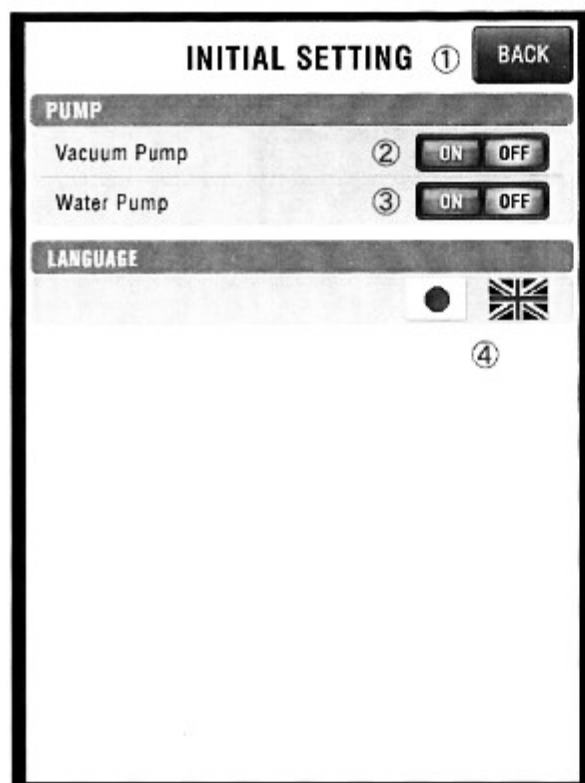 INITIAL SETTING ① BACK
PUMP
Vacuum Pump ② ON OFF
Water Pump ③ ON OFF
LANGUAGE
④